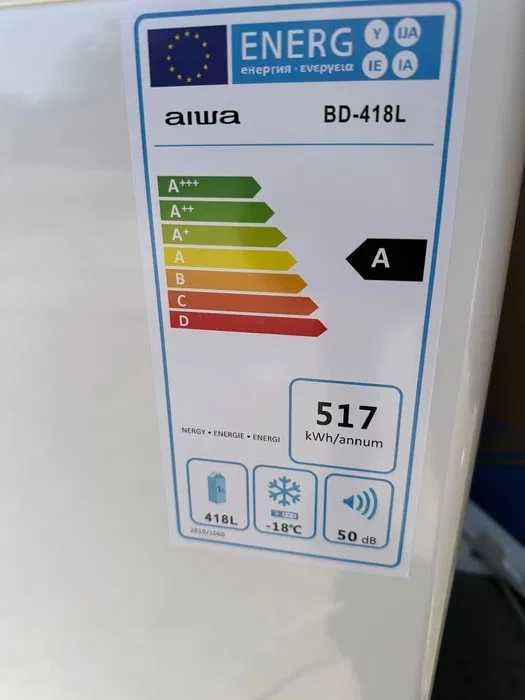 ENERG Y IJA
енергия · ενεργεια IE IA
aiwa BD-418L
A+++
A++
A+
A A
B
C
D
517
kWh/annum
NERGY • ENERGIE • ENERGI
418L -18℃ 50 dB
2010/1060